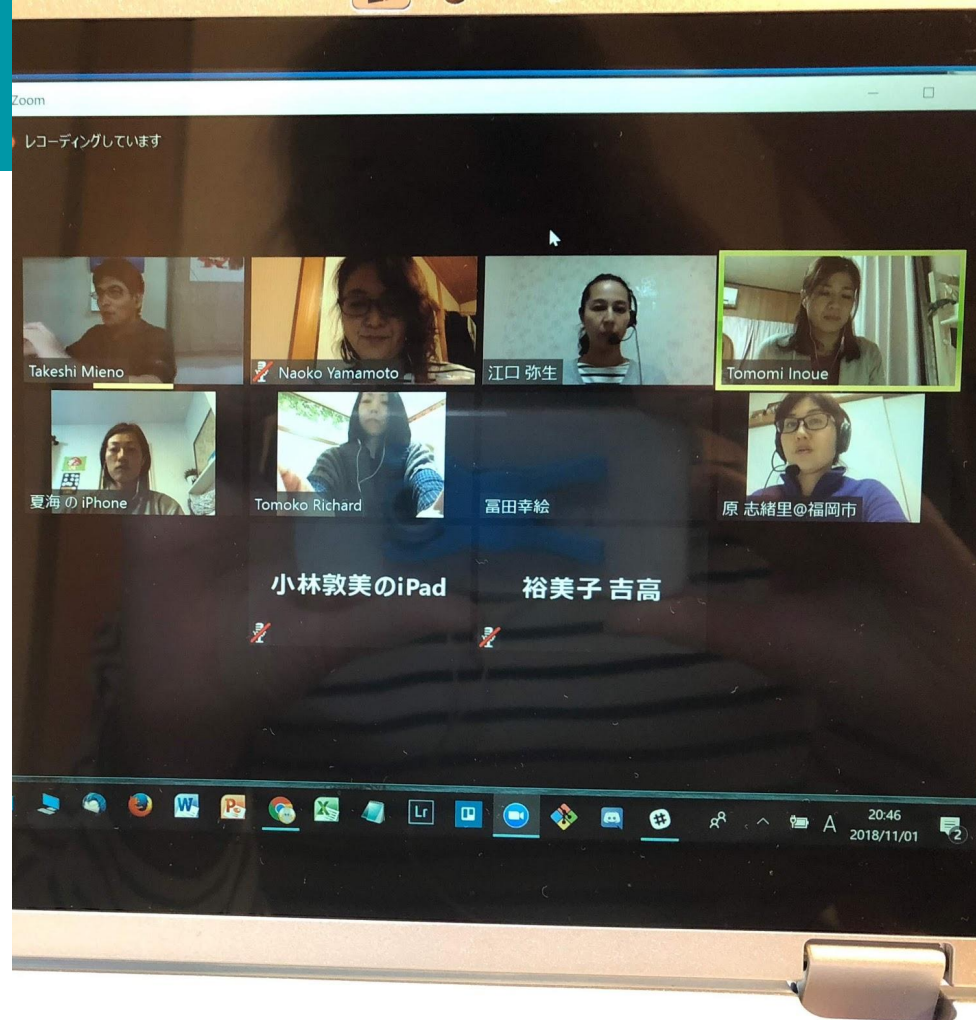 Zoom
レコーディングしています
Takeshi Mieno
Naoko Yamamoto
江口 弥生
Tomomi Inoue
夏海 の iPhone
Tomoko Richard
冨田幸絵
原 志緒里@福岡市
小林敦美のiPad
裕美子 吉高
Lr
A
20:46
2018/11/01
2